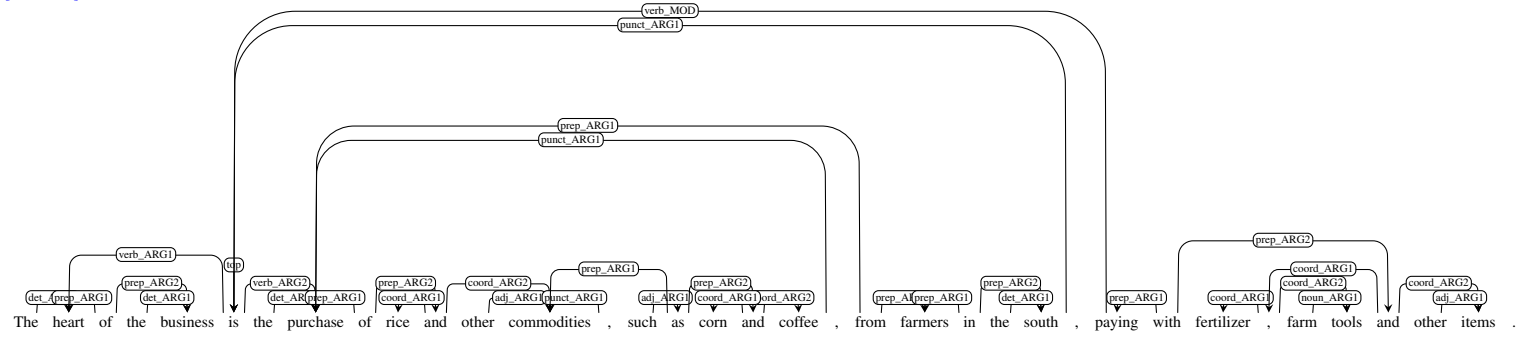 verb_MOD
punct_ARG1
prep_ARG1
punct_ARG1
prep_ARG2
verb_ARG1 top prep_ARG1 coord_ARG1
prep_ARG2 verb_ARG2 prep_ARG2 coord_ARG2 prep_ARG2 prep_ARG2 coord_ARG2 coord_ARG2
prep_ARG1 det_ARG1 prep_ARG1 coord_ARG1 adj_ARG1 punct_ARG1 adj_ARG1 coord_ARG1 prep_ARG1 det_ARG1 prep_ARG1 coord_ARG1 noun_ARG1 adj_ARG1
The heart of the business is the purchase of rice and other commodities , such as corn and coffee , from farmers in the south , paying with fertilizer , farm tools and other items .